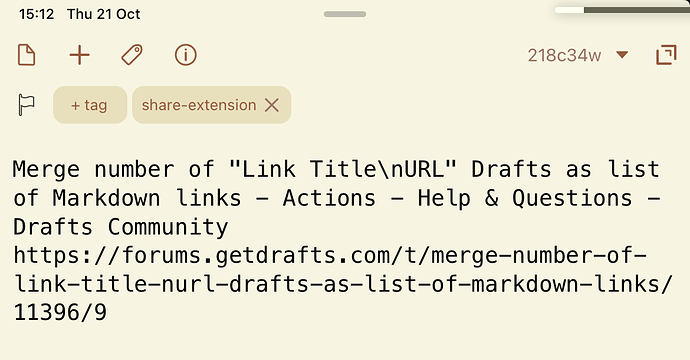 15:12 Thu 21 Oct
218c34w
+ tag share-extension
Merge number of "Link Title\nURL" Drafts as list
of Markdown links – Actions – Help & Questions –
Drafts Community
https://forums.getdrafts.com/t/merge-number-of-
link-title-nurl-drafts-as-list-of-markdown-links/
11396/9